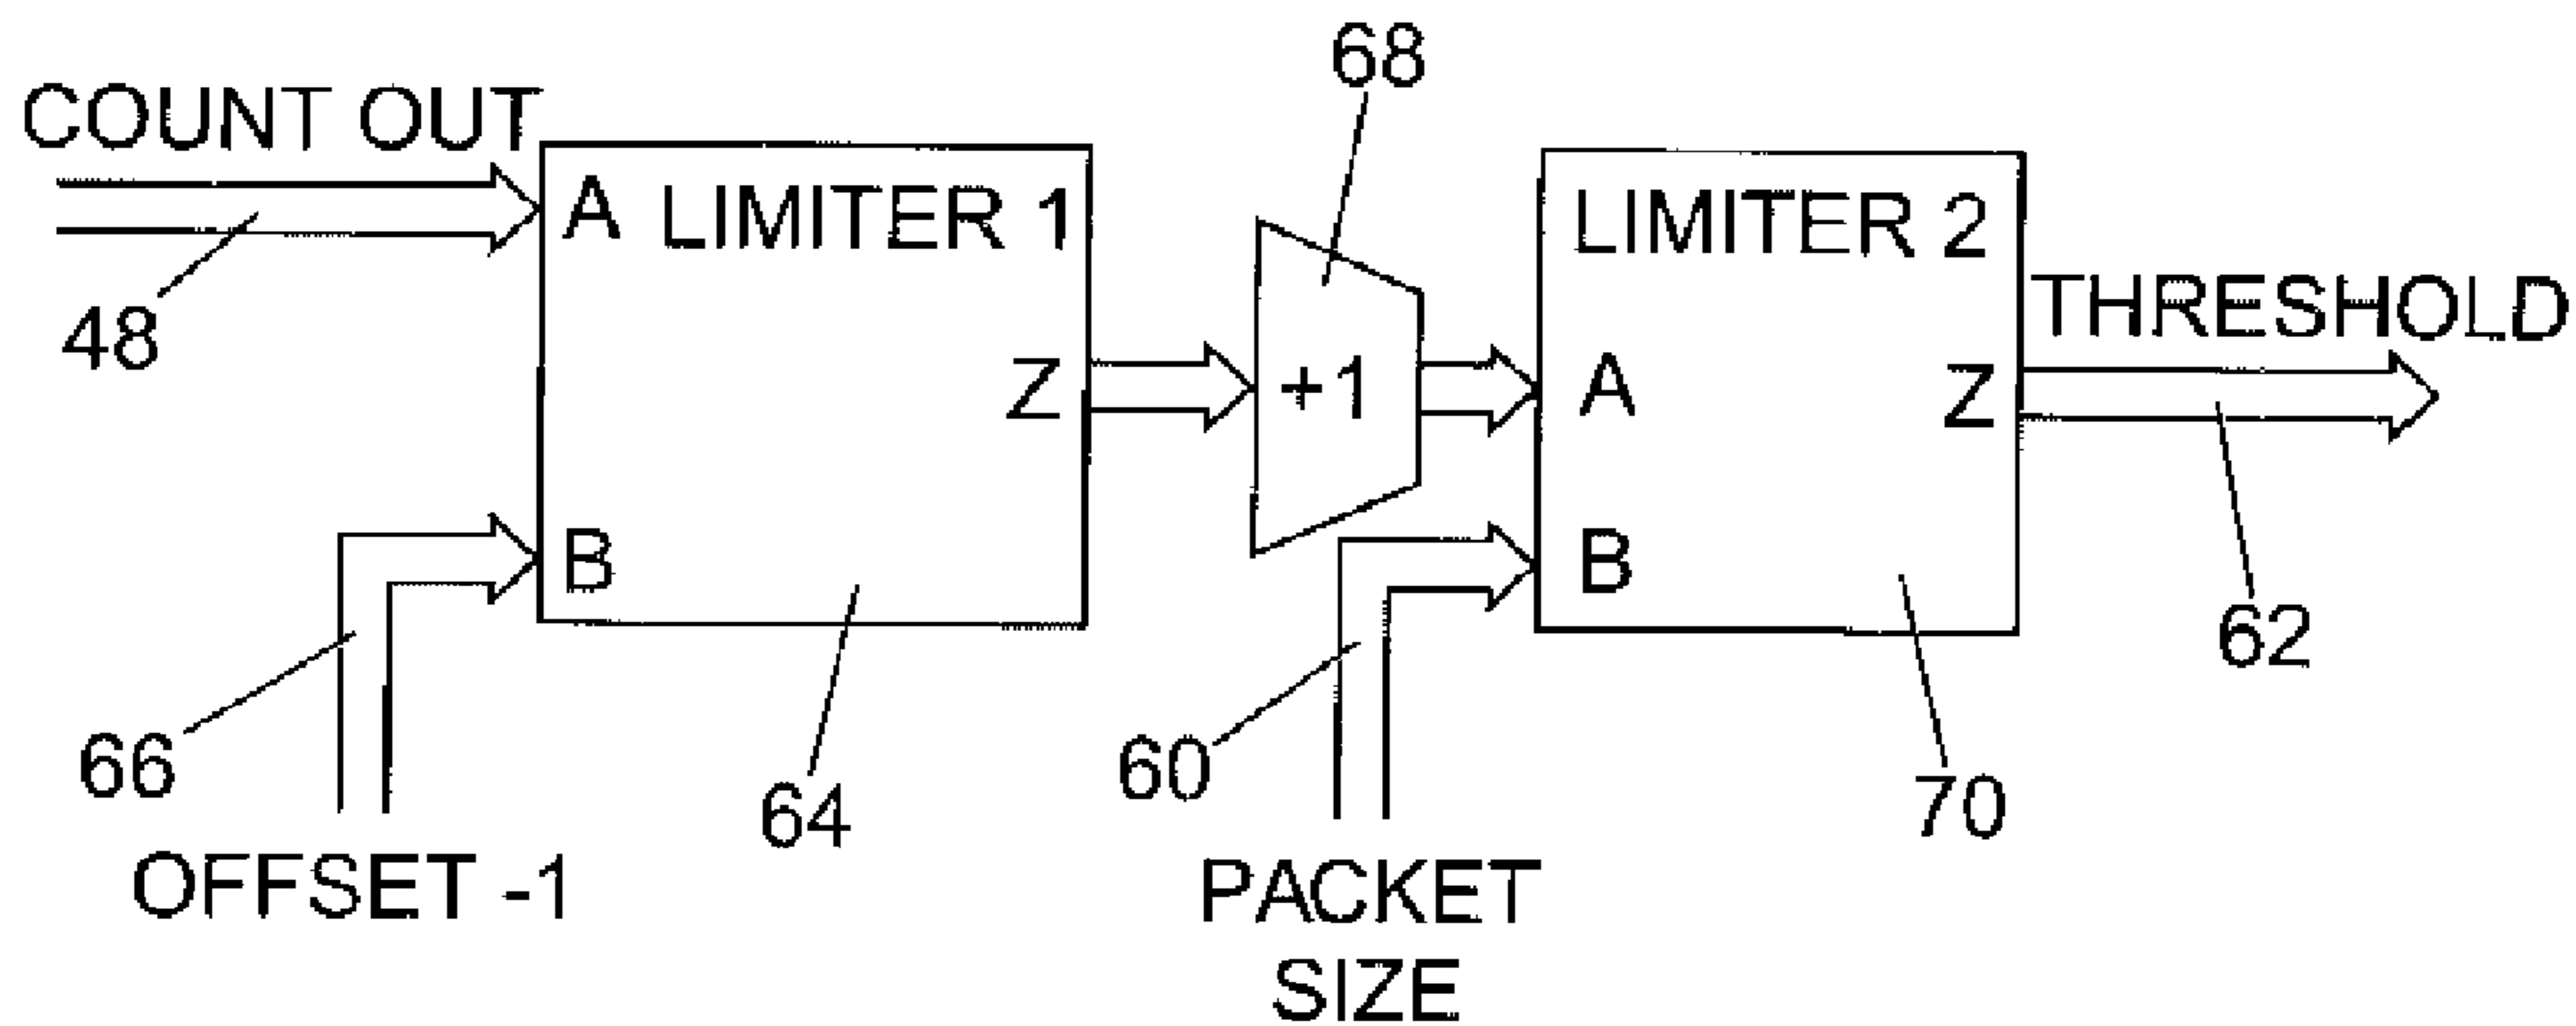 68
COUNT OUT
A LIMITER 1
LIMITER 2
THRESHOLD
48
Z
+1
A
Z
B
B
62
66
64
60
70
OFFSET -1
PACKET
SIZE